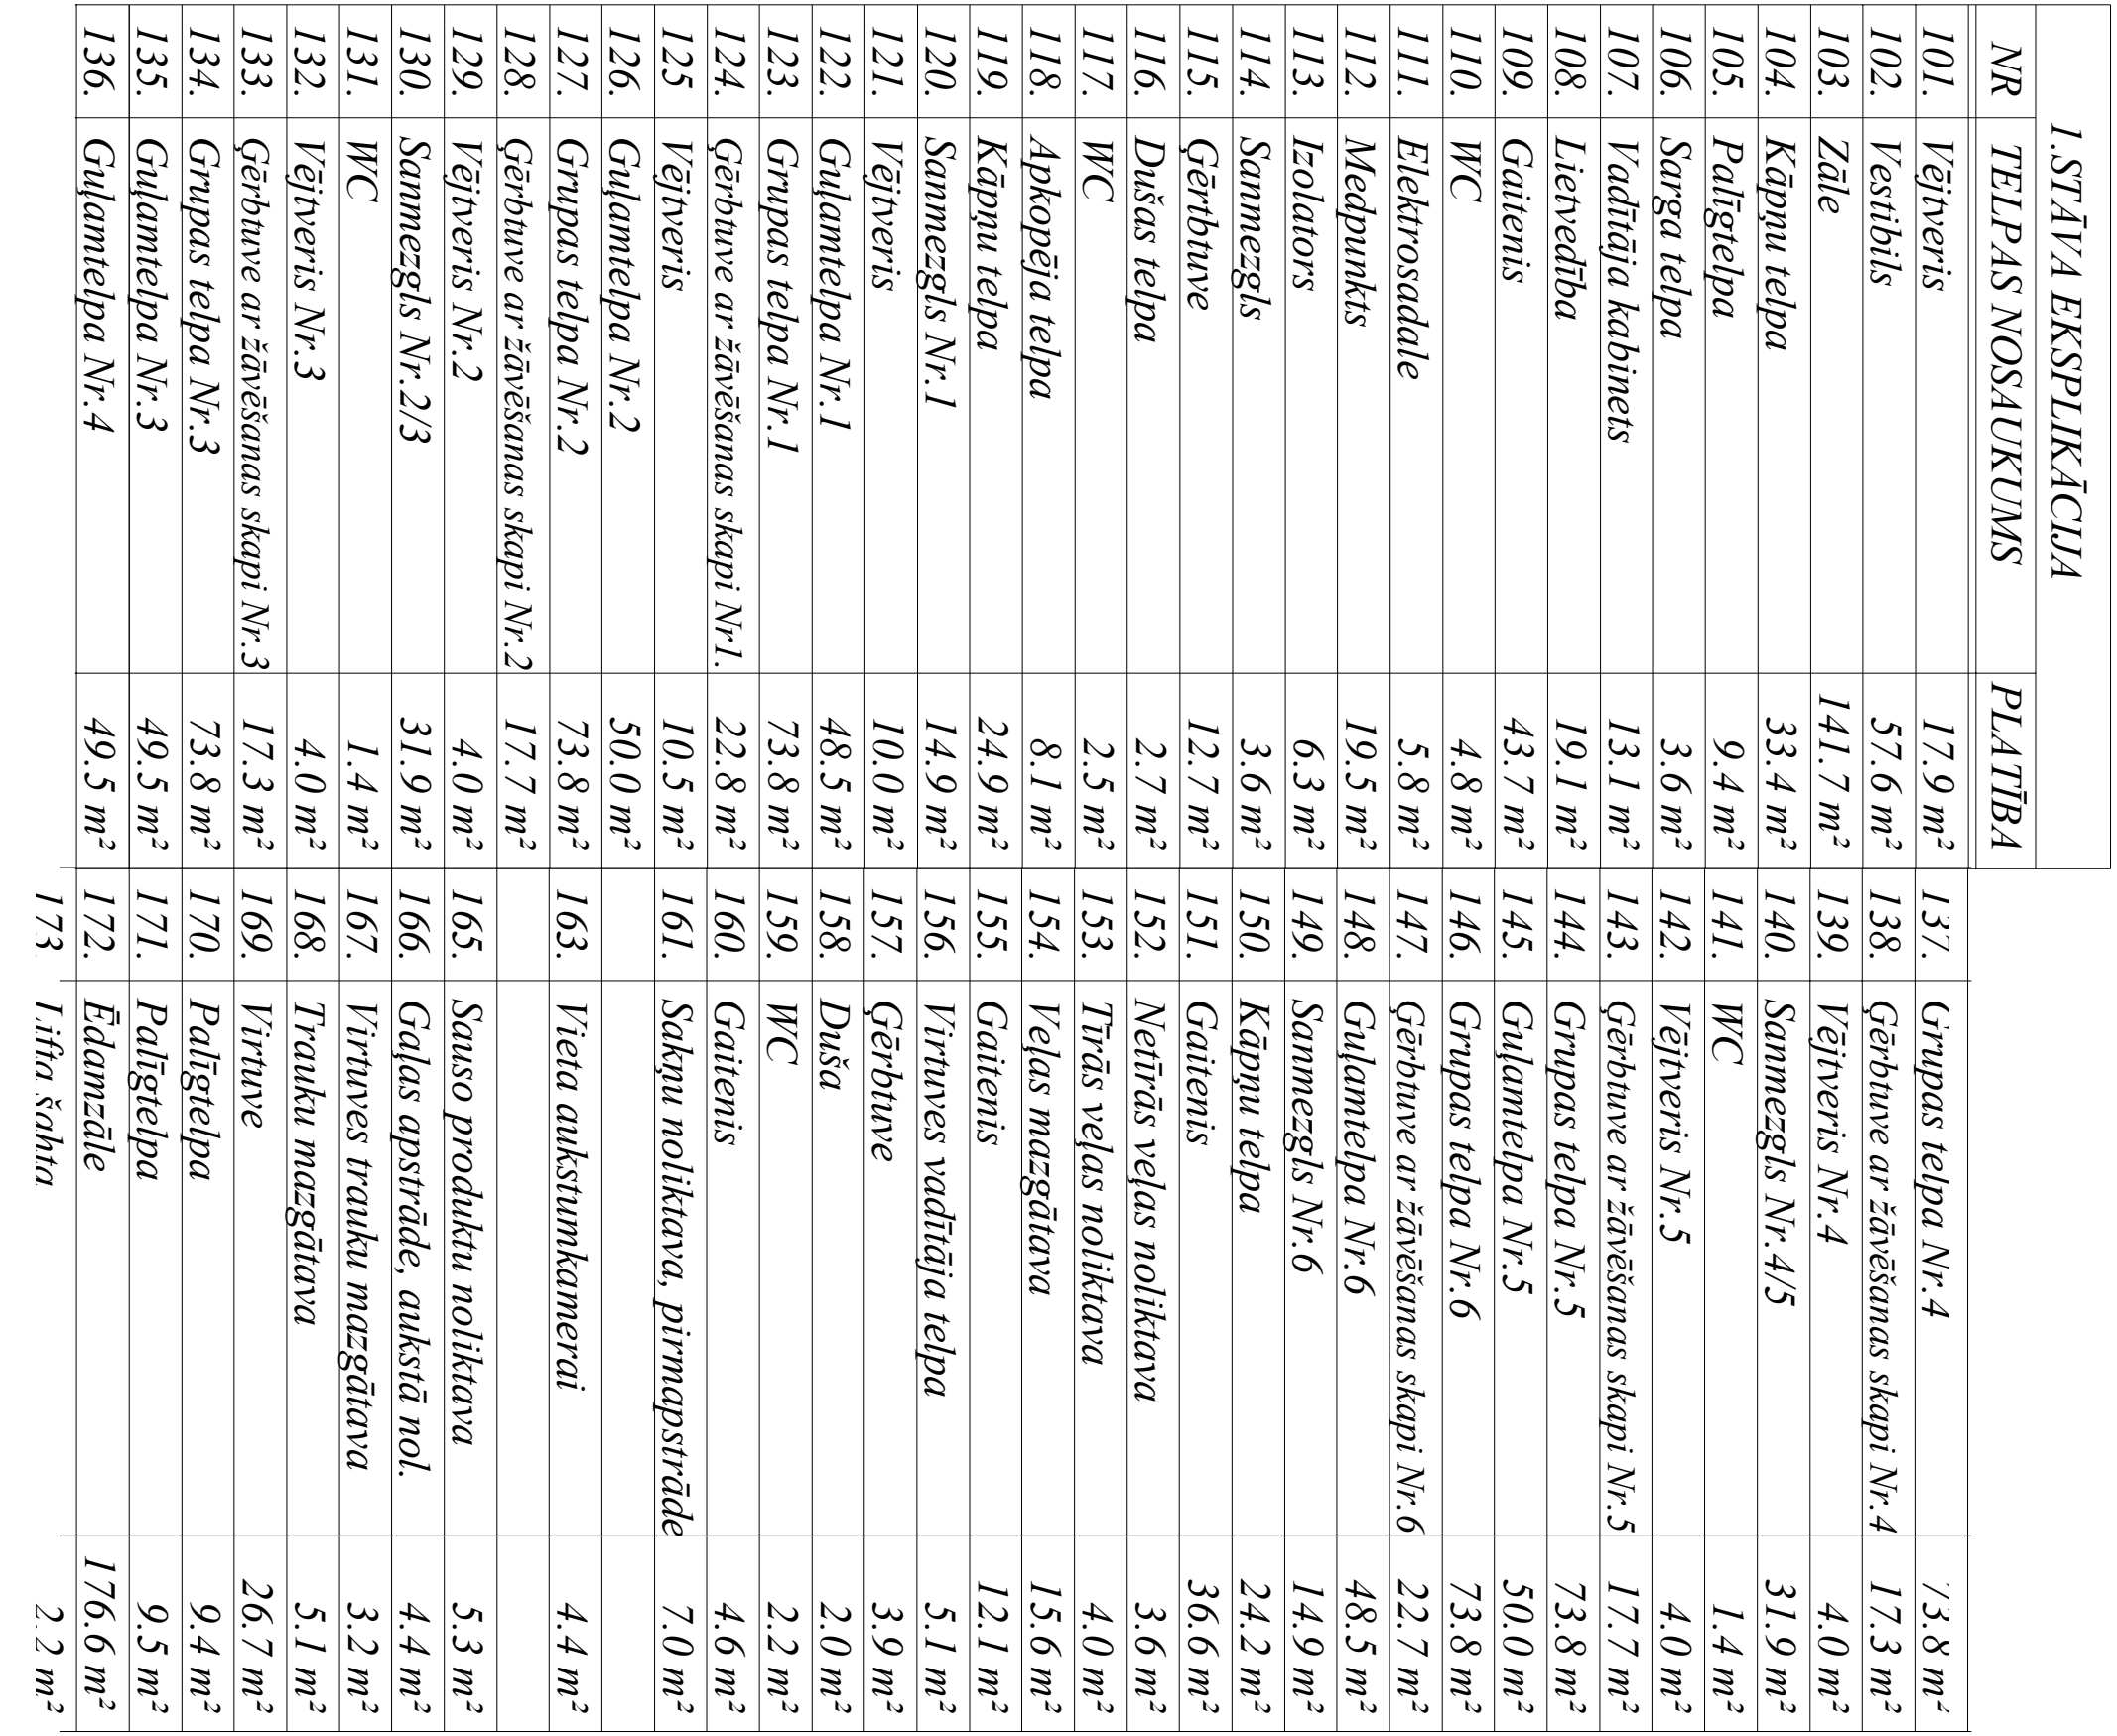 1.STĀVA EKSPLIKĀCIJA
NR TELPAS NOSAUKUMS PLATĪBA
101. Vējtveris 17.9 m²
102. Vestibils 57.6 m²
103. Zāle 141.7 m²
104. Kāpņu telpa 33.4 m²
105. Palīgtelpa 9.4 m²
106. Sarga telpa 3.6 m²
107. Vadītāja kabinets 13.1 m²
108. Lietvedība 19.1 m²
109. Gaitenis 43.7 m²
110. WC 4.8 m²
111. Elektrosadale 5.8 m²
112. Medpunkts 19.5 m²
113. Izolators 6.3 m²
114. Sanmezgls 3.6 m²
115. Ģērtbtuve 12.7 m²
116. Dušas telpa 2.7 m²
117. WC 2.5 m²
118. Apkopēja telpa 8.1 m²
119. Kāpņu telpa 24.9 m²
120. Sanmezgls Nr.1 14.9 m²
121. Vējtveris 10.0 m²
122. Guļamtelpa Nr.1 48.5 m²
123. Grupas telpa Nr.1 73.8 m²
124. Ģērbtuve ar žāvēšanas skapi Nr1. 22.8 m²
125 Vējtveris 10.5 m²
126. Guļamtelpa Nr.2 50.0 m²
127. Grupas telpa Nr.2 73.8 m²
128. Ģērbtuve ar žāvēšanas skapi Nr.2 17.7 m²
129. Vējtveris Nr.2 4.0 m²
130. Sanmezgls Nr.2/3 31.9 m²
131. WC 1.4 m²
132. Vējtveris Nr.3 4.0 m²
133. Ģērbtuve ar žāvēšanas skapi Nr.3 17.3 m²
134. Grupas telpa Nr.3 73.8 m²
135. Guļamtelpa Nr.3 49.5 m²
136. Guļamtelpa Nr.4 49.5 m²
137. Grupas telpa Nr.4 73.8 m²
138. Ģērbtuve ar žāvēšanas skapi Nr.4 17.3 m²
139. Vējtveris Nr.4 4.0 m²
140. Sanmezgls Nr.4/5 31.9 m²
141. WC 1.4 m²
142. Vējtveris Nr.5 4.0 m²
143. Ģērbtuve ar žāvēšanas skapi Nr.5 17.7 m²
144. Grupas telpa Nr.5 73.8 m²
145. Guļamtelpa Nr.5 50.0 m²
146. Grupas telpa Nr.6 73.8 m²
147. Ģērbtuve ar žāvēšanas skapi Nr.6 22.7 m²
148. Guļamtelpa Nr.6 48.5 m²
149. Sanmezgls Nr.6 14.9 m²
150. Kāpņu telpa 24.2 m²
151. Gaitenis 36.6 m²
152. Netīrās veļas noliktava 3.6 m²
153. Tīrās veļas noliktava 4.0 m²
154. Veļas mazgātava 15.6 m²
155. Gaitenis 12.1 m²
156. Virtuves vadītāja telpa 5.1 m²
157. Ģērbtuve 3.9 m²
158. Duša 2.0 m²
159. WC 2.2 m²
160. Gaitenis 4.6 m²
161. Sakņu noliktava, pirmapstrāde 7.0 m²
163. Vieta aukstumkamerai 4.4 m²
165. Sauso produktu noliktava 5.3 m²
166. Gaļas apstrāde, aukstā nol. 4.4 m²
167. Virtuves trauku mazgātava 3.2 m²
168. Trauku mazgātava 5.1 m²
169. Virtuve 26.7 m²
170. Palīgtelpa 9.4 m²
171. Palīgtelpa 9.5 m²
172. Ēdamzāle 176.6 m²
173. Lifta šahta 2.2 m²